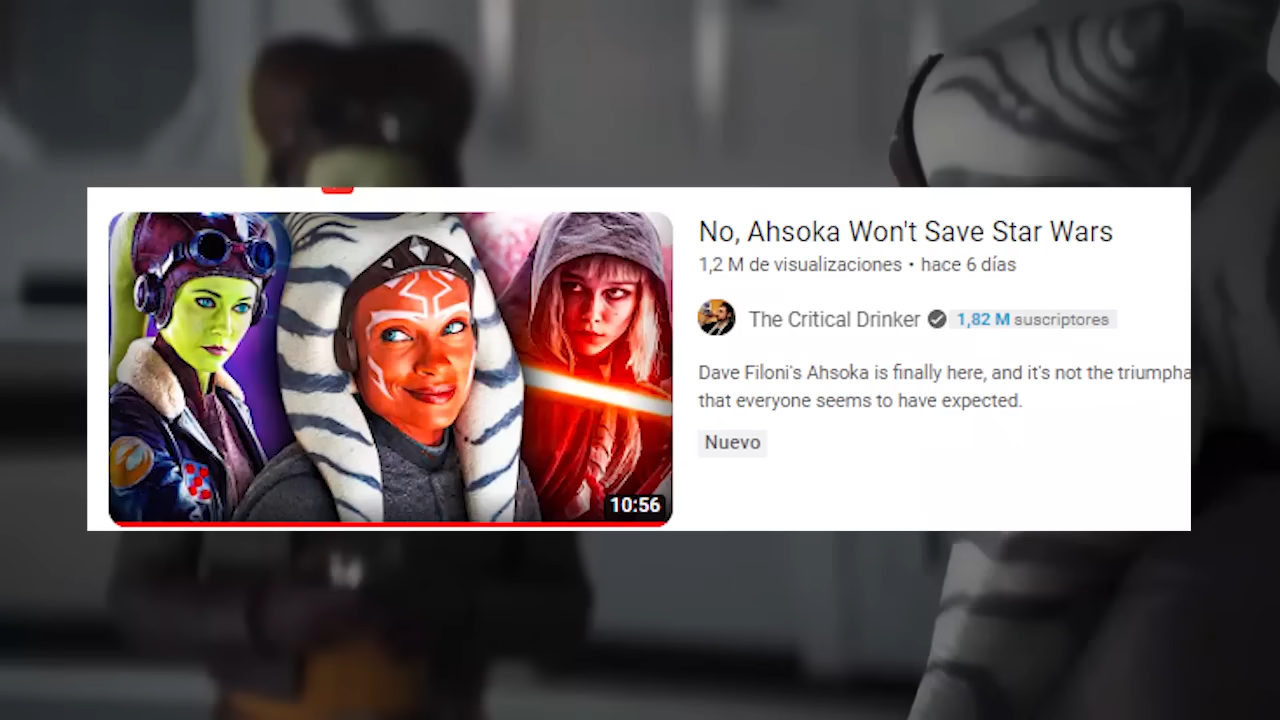 No, Ahsoka Won't Save Star Wars
1,2 M de visualizaciones • hace 6 días
The Critical Drinker 1,82 M suscriptores
Dave Filoni's Ahsoka is finally here, and it's not the triumpha
that everyone seems to have expected.
Nuevo
10:56